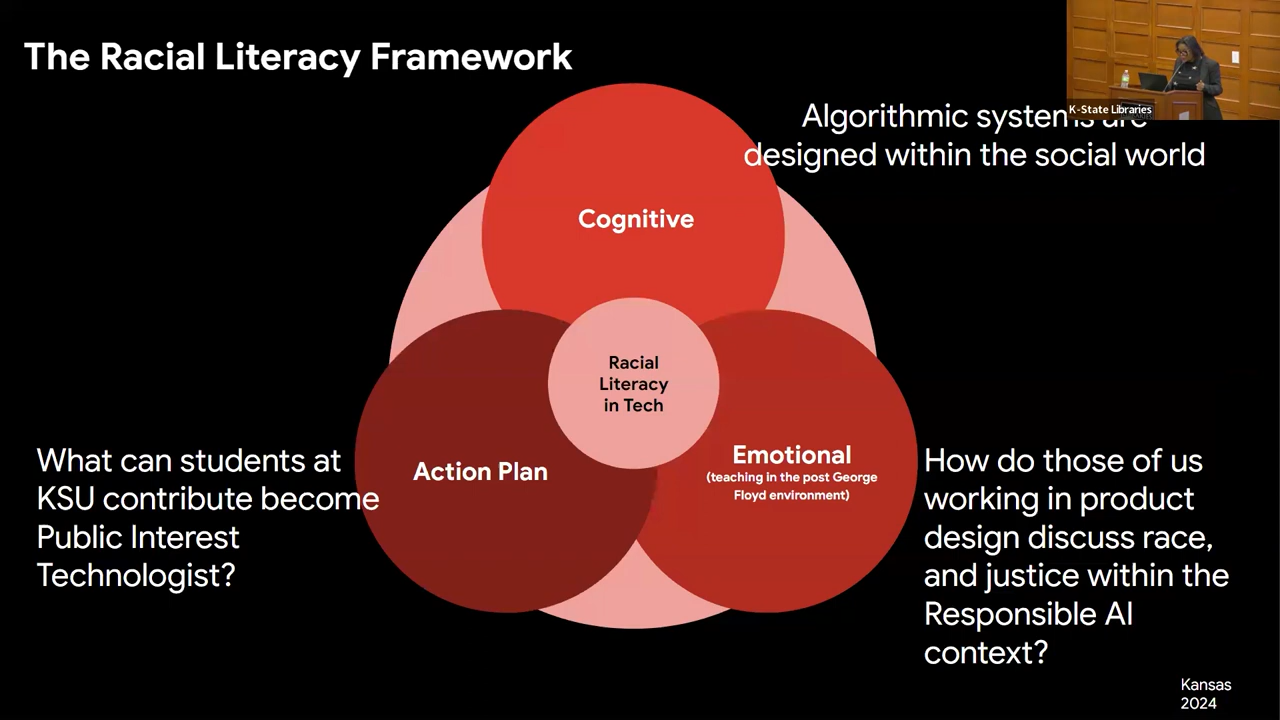 The Racial Literacy Framework
K-State Libraries
Algorithmic systems are
designed within the social world
Cognitive
Racial
Literacy
in Tech
Action Plan
Emotional
(teaching in the post George
Floyd environment)
What can students at
KSU contribute become
Public Interest
Technologist?
How do those of us
working in product
design discuss race,
and justice within the
Responsible AI
context?
Kansas
2024